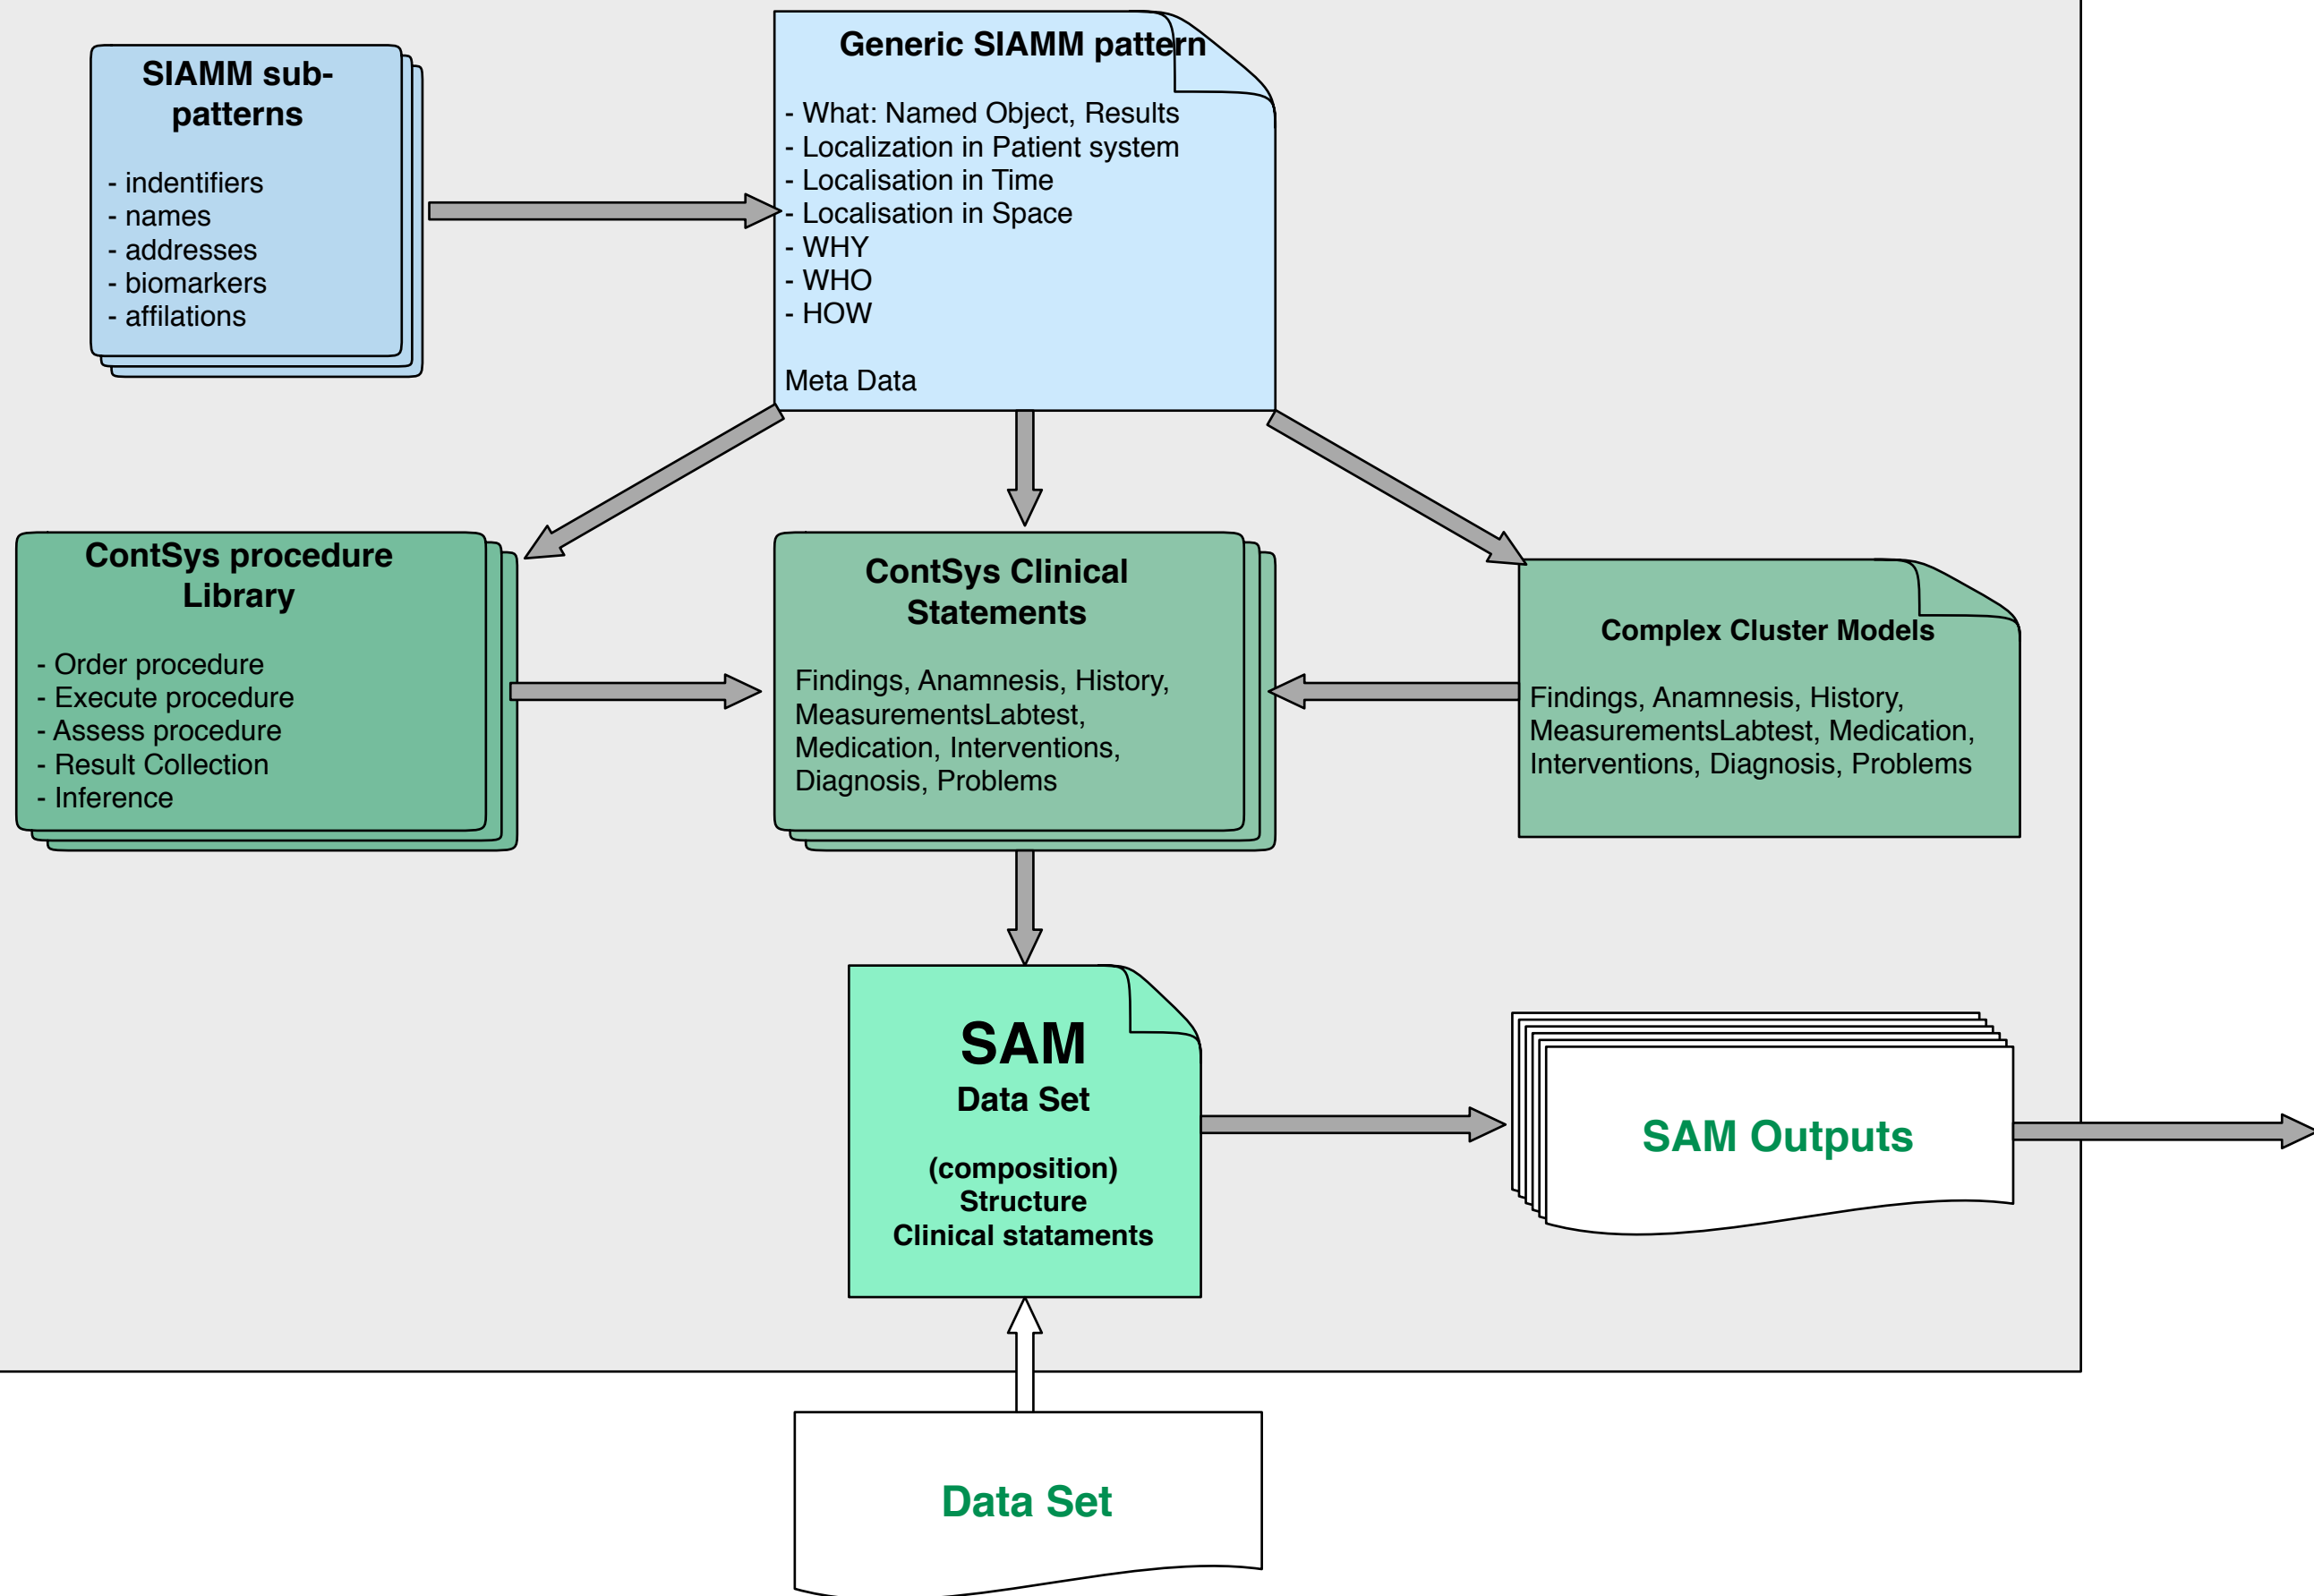 SIAMM sub-
patterns
- indentifiers
- names
- addresses
- biomarkers
- affilations
Generic SIAMM pattern
- What: Named Object, Results
- Localization in Patient system
- Localisation in Time
- Localisation in Space
- WHY
- WHO
- HOW
Meta Data
ContSys procedure
Library
- Order procedure
- Execute procedure
- Assess procedure
- Result Collection
- Inference
ContSys Clinical
Statements
Findings, Anamnesis, History,
MeasurementsLabtest,
Medication, Interventions,
Diagnosis, Problems
Complex Cluster Models
Findings, Anamnesis, History,
MeasurementsLabtest, Medication,
Interventions, Diagnosis, Problems
SAM
Data Set
(composition)
Structure
Clinical stataments
SAM Outputs
Data Set